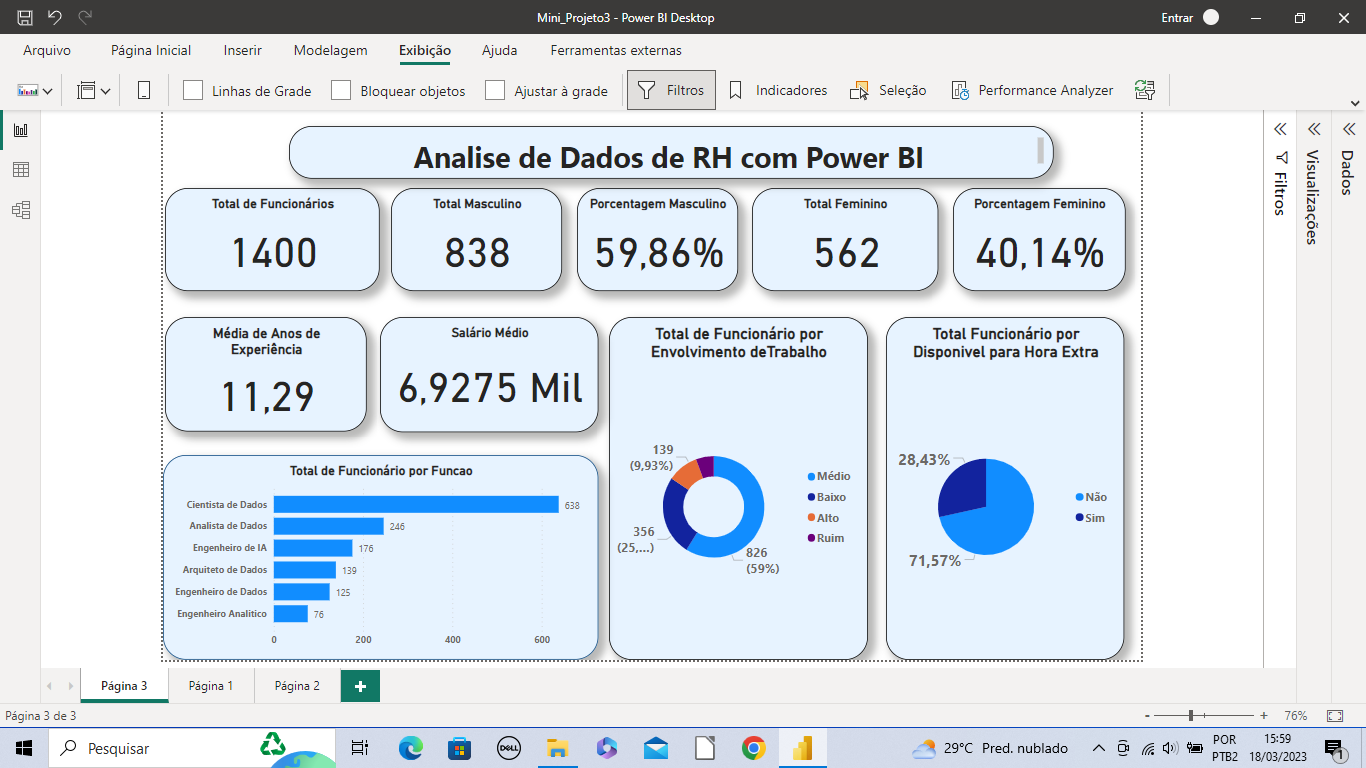 Mini_Projeto3 - Power BI Desktop
Entrar
Arquivo
Página Inicial
Inserir
Modelagem
Exibição
Ajuda
Ferramentas externas
Linhas de Grade
Bloquear objetos
Ajustar à grade
Filtros
Indicadores
Seleção
Performance Analyzer
Analise de Dados de RH com Power BI
Total de Funcionários
1400
Total Masculino
838
Porcentagem Masculino
59,86%
Total Feminino
562
Porcentagem Feminino
40,14%
Média de Anos de
Experiência
11,29
Salário Médio
6,9275 Mil
Total de Funcionário por
Envolvimento deTrabalho
139
(9,93%)
356
(25,...)
826
(59%)
Médio
Baixo
Alto
Ruim
Total Funcionário por
Disponivel para Hora Extra
28,43%
71,57%
Não
Sim
Total de Funcionário por Funcao
Cientista de Dados
638
Analista de Dados
246
Engenheiro de IA
176
Arquiteto de Dados
139
Engenheiro de Dados
125
Engenheiro Analitico
76
0
200
400
600
Filtros
Visualizações
Dados
Página 3
Página 1
Página 2
Página 3 de 3
- + 76%
Pesquisar
DELL
29°C Pred. nublado
POR
PTB2
15:59
18/03/2023
1